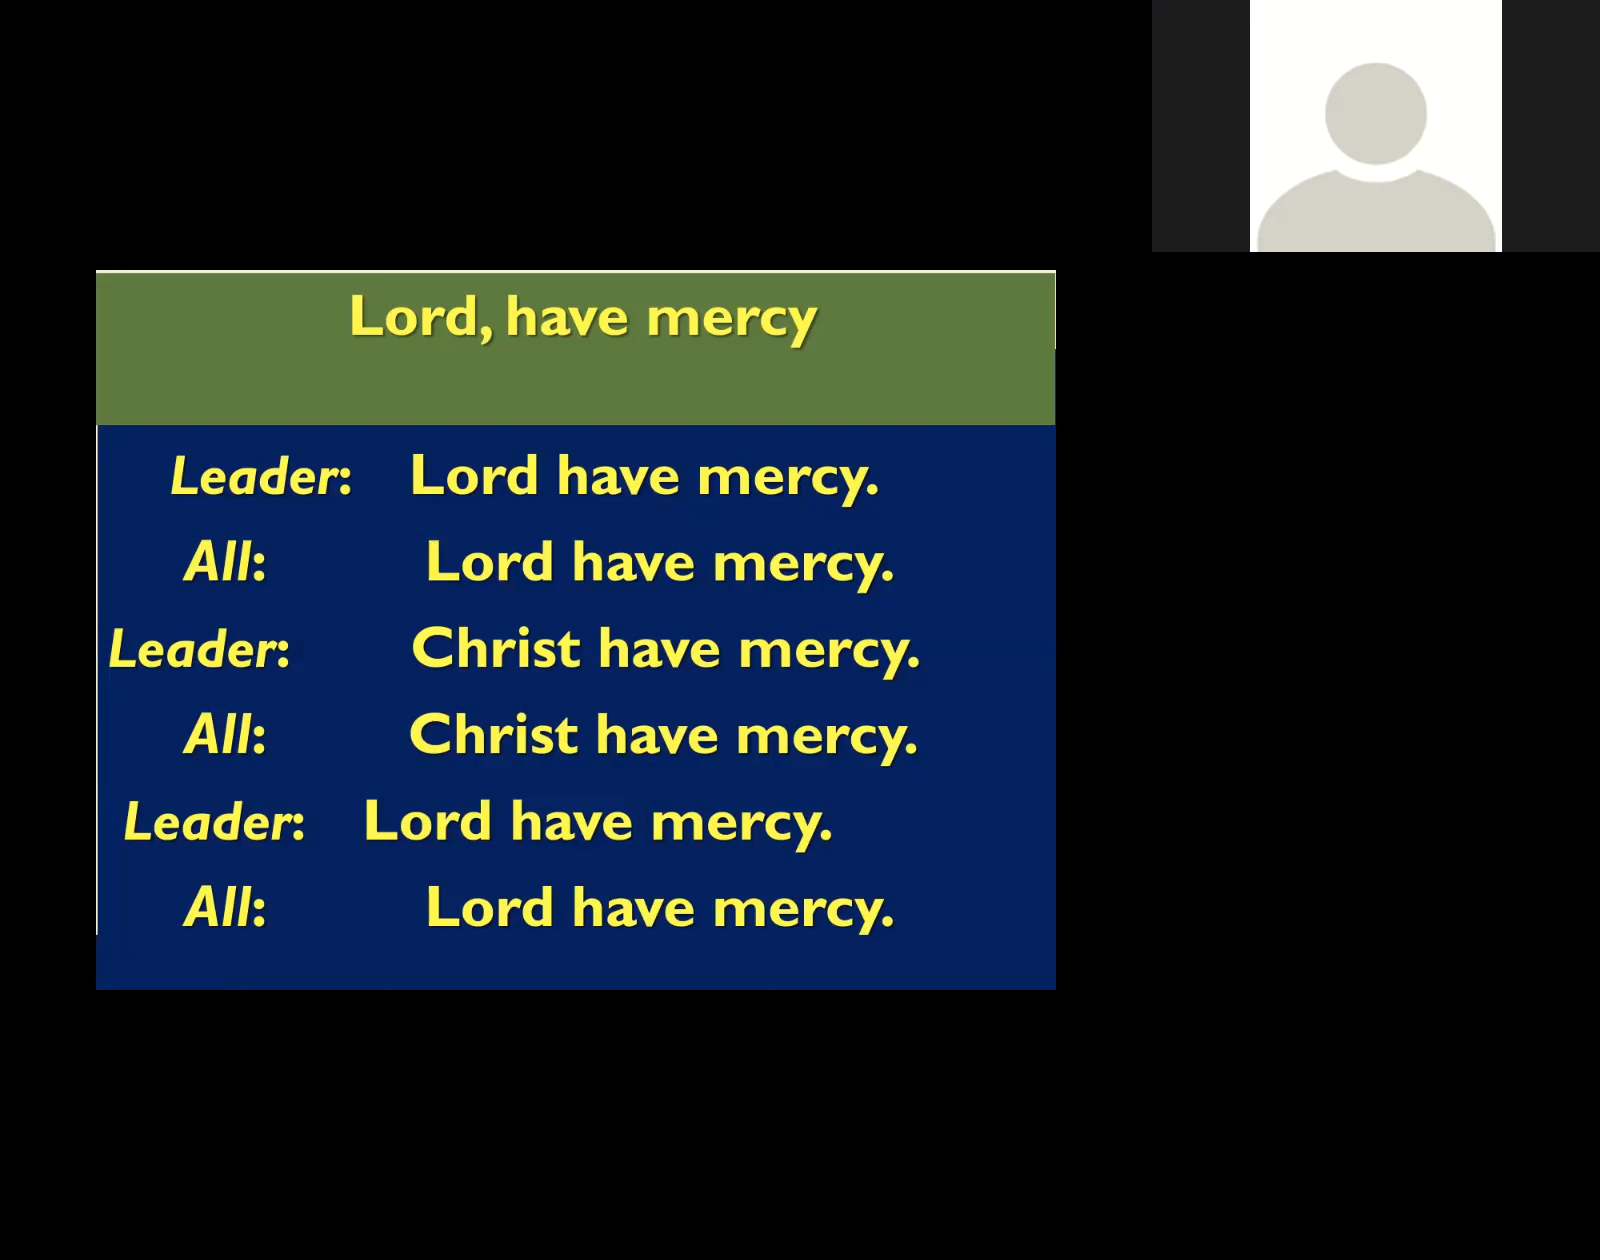 Lord, have mercy
Leader: Lord have mercy.
All: Lord have mercy.
Leader: Christ have mercy.
All: Christ have mercy.
Leader: Lord have mercy.
All: Lord have mercy.